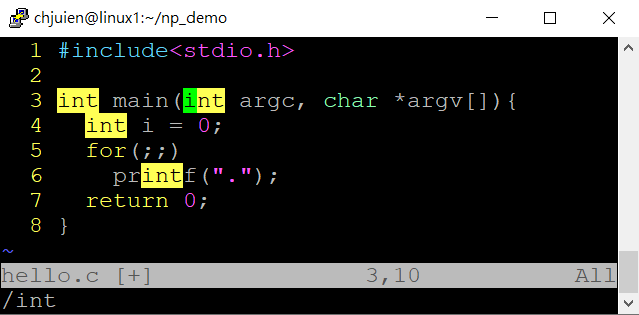 chjuien@linux1:~/np_demo
1 #include<stdio.h>
2
3 int main(int argc, char *argv[]){
4   int i = 0;
5   for(;;)
6     printf(".");
7   return 0;
8 }
~
hello.c [+] 3,10 All
/int